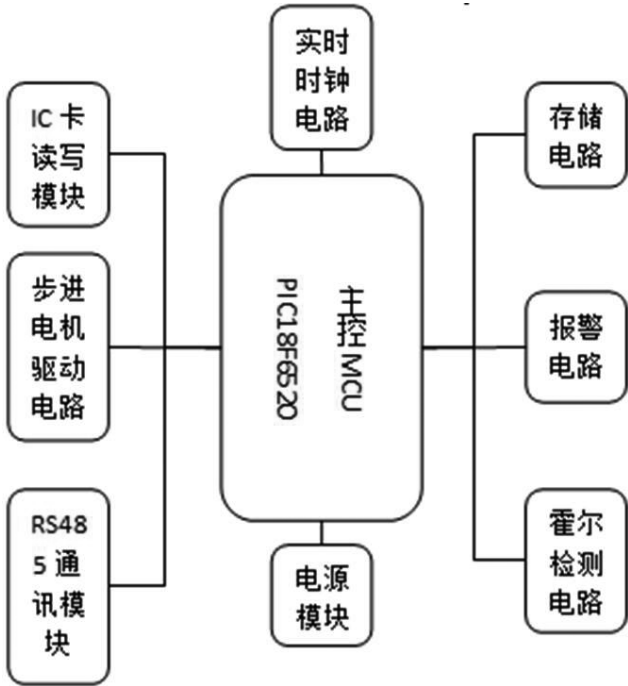 实时
时钟
电路
IC 卡
读写
模块
存储
电路
步进
电机
驱动
电路
主控 MCU
PIC18F6520
报警
电路
RS48
5 通
讯模
块
电源
模块
霍尔
检测
电路